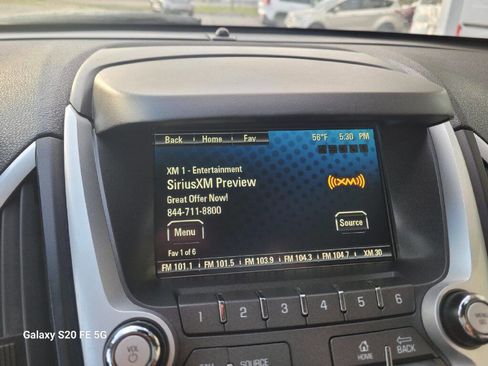 Back Home Fav 56°F 5:30 PM
XM 1 - Entertainment
SiriusXM Preview
Great Offer Now!
844-711-8800
((XM))
Menu
Source
Fav 1 of 6
FM 101.1 FM 101.5 FM 103.9 FM 104.3 FM 104.7 XM 30
1 2 3 4 5 6
VOL
HOME
BACK
SOURCE
Galaxy S20 FE 5G